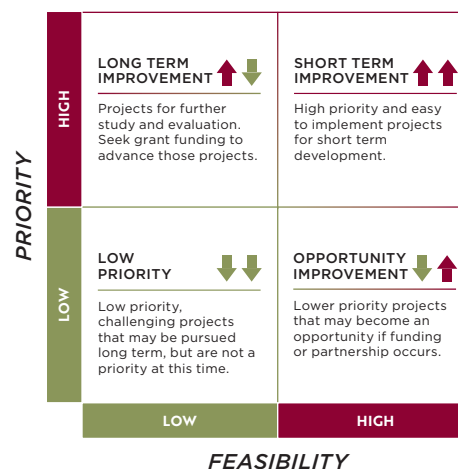 PRIORITY
HIGH
LONG TERM
IMPROVEMENT
Projects for further
study and evaluation.
Seek grant funding to
advance those projects.
SHORT TERM
IMPROVEMENT
High priority and easy
to implement projects
for short term
development.
LOW
LOW
PRIORITY
Low priority,
challenging projects
that may be pursued
long term, but are not a
priority at this time.
OPPORTUNITY
IMPROVEMENT
Lower priority projects
that may become an
opportunity if funding
or partnership occurs.
LOW
HIGH
FEASIBILITY